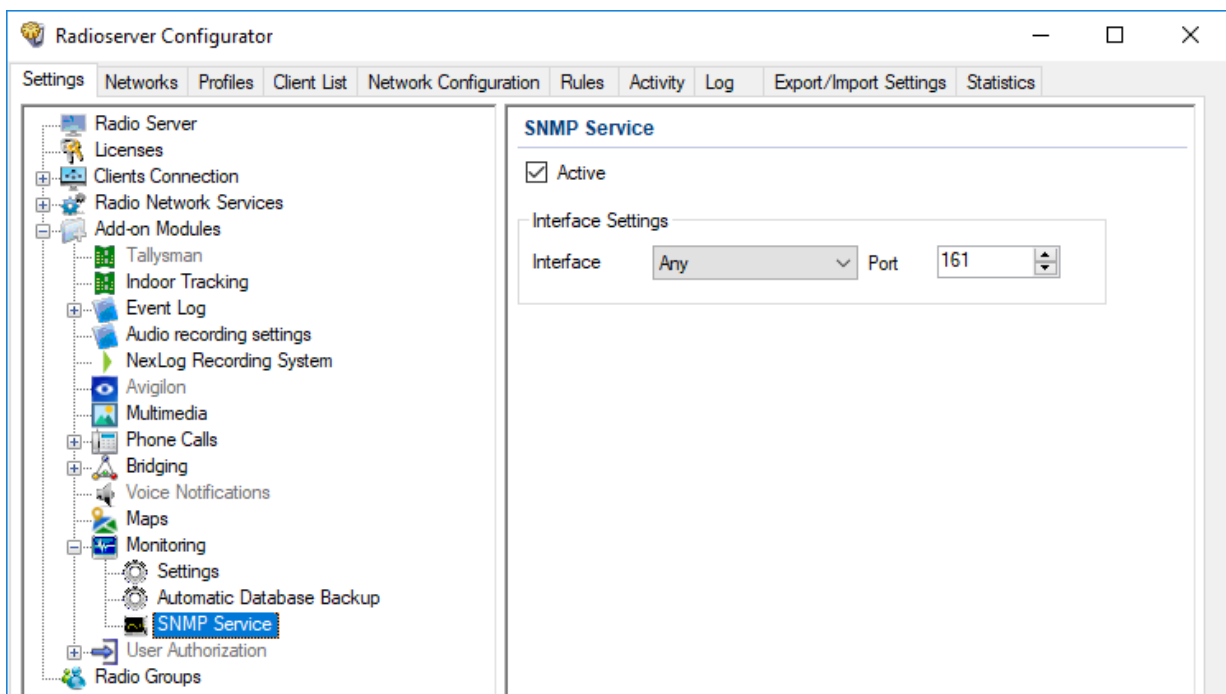 Radioserver Configurator
Settings Networks Profiles Client List Network Configuration Rules Activity Log Export/Import Settings Statistics
Radio Server
Licenses
Clients Connection
Radio Network Services
Add-on Modules
Tallysman
Indoor Tracking
Event Log
Audio recording settings
NexLog Recording System
Avigilon
Multimedia
Phone Calls
Bridging
Voice Notifications
Maps
Monitoring
Settings
Automatic Database Backup
SNMP Service
User Authorization
Radio Groups
SNMP Service
Active
Interface Settings
Interface Any Port 161